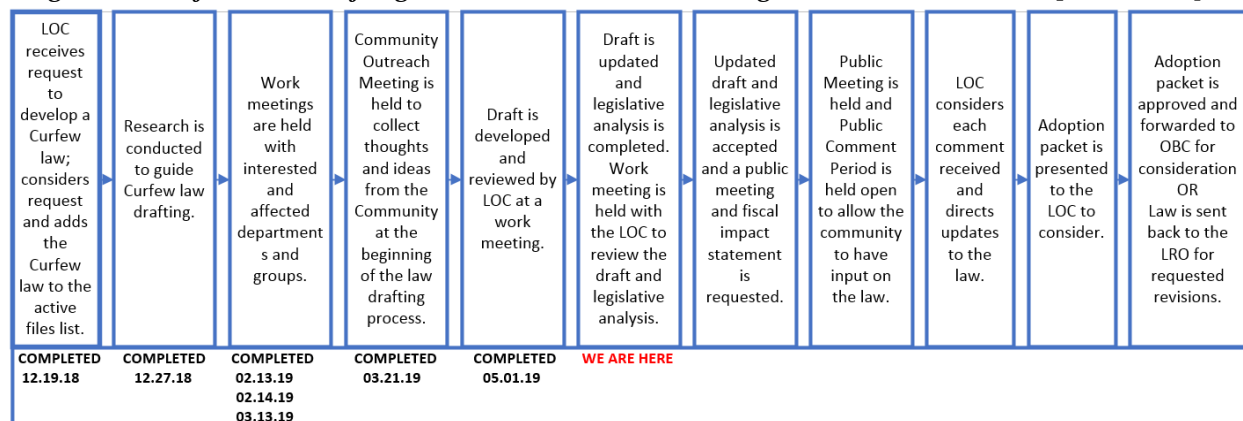 LOC
receives
request
to
develop a
Curfew
law;
considers
request
and adds
the
Curfew
law to the
active
files list.
Research is
conducted
to guide
Curfew law
drafting.
Work
meetings
are held
with
interested
and
affected
department
s and
groups.
Community
Outreach
Meeting is
held to
collect
thoughts
and ideas
from the
Community
at the
beginning
of the law
drafting
process.
Draft is
developed
and
reviewed by
LOC at a
work
meeting.
Draft is
updated
and
legislative
analysis is
completed.
Work
meeting is
held with
the LOC to
review the
draft and
legislative
analysis.
Updated
draft and
legislative
analysis is
accepted
and a public
meeting
and fiscal
impact
statement
is
requested.
Public
Meeting is
held and
Public
Comment
Period is
held open
to allow the
community
to have
input on
the law.
LOC
considers
each
comment
received
and
directs
updates
to the
law.
Adoption
packet is
presented
to the
LOC to
consider.
Adoption
packet is
approved and
forwarded to
OBC for
consideration
OR
Law is sent
back to the
LRO for
requested
revisions.
COMPLETED
12.19.18
COMPLETED
12.27.18
COMPLETED
02.13.19
02.14.19
03.13.19
COMPLETED
03.21.19
COMPLETED
05.01.19
WE ARE HERE